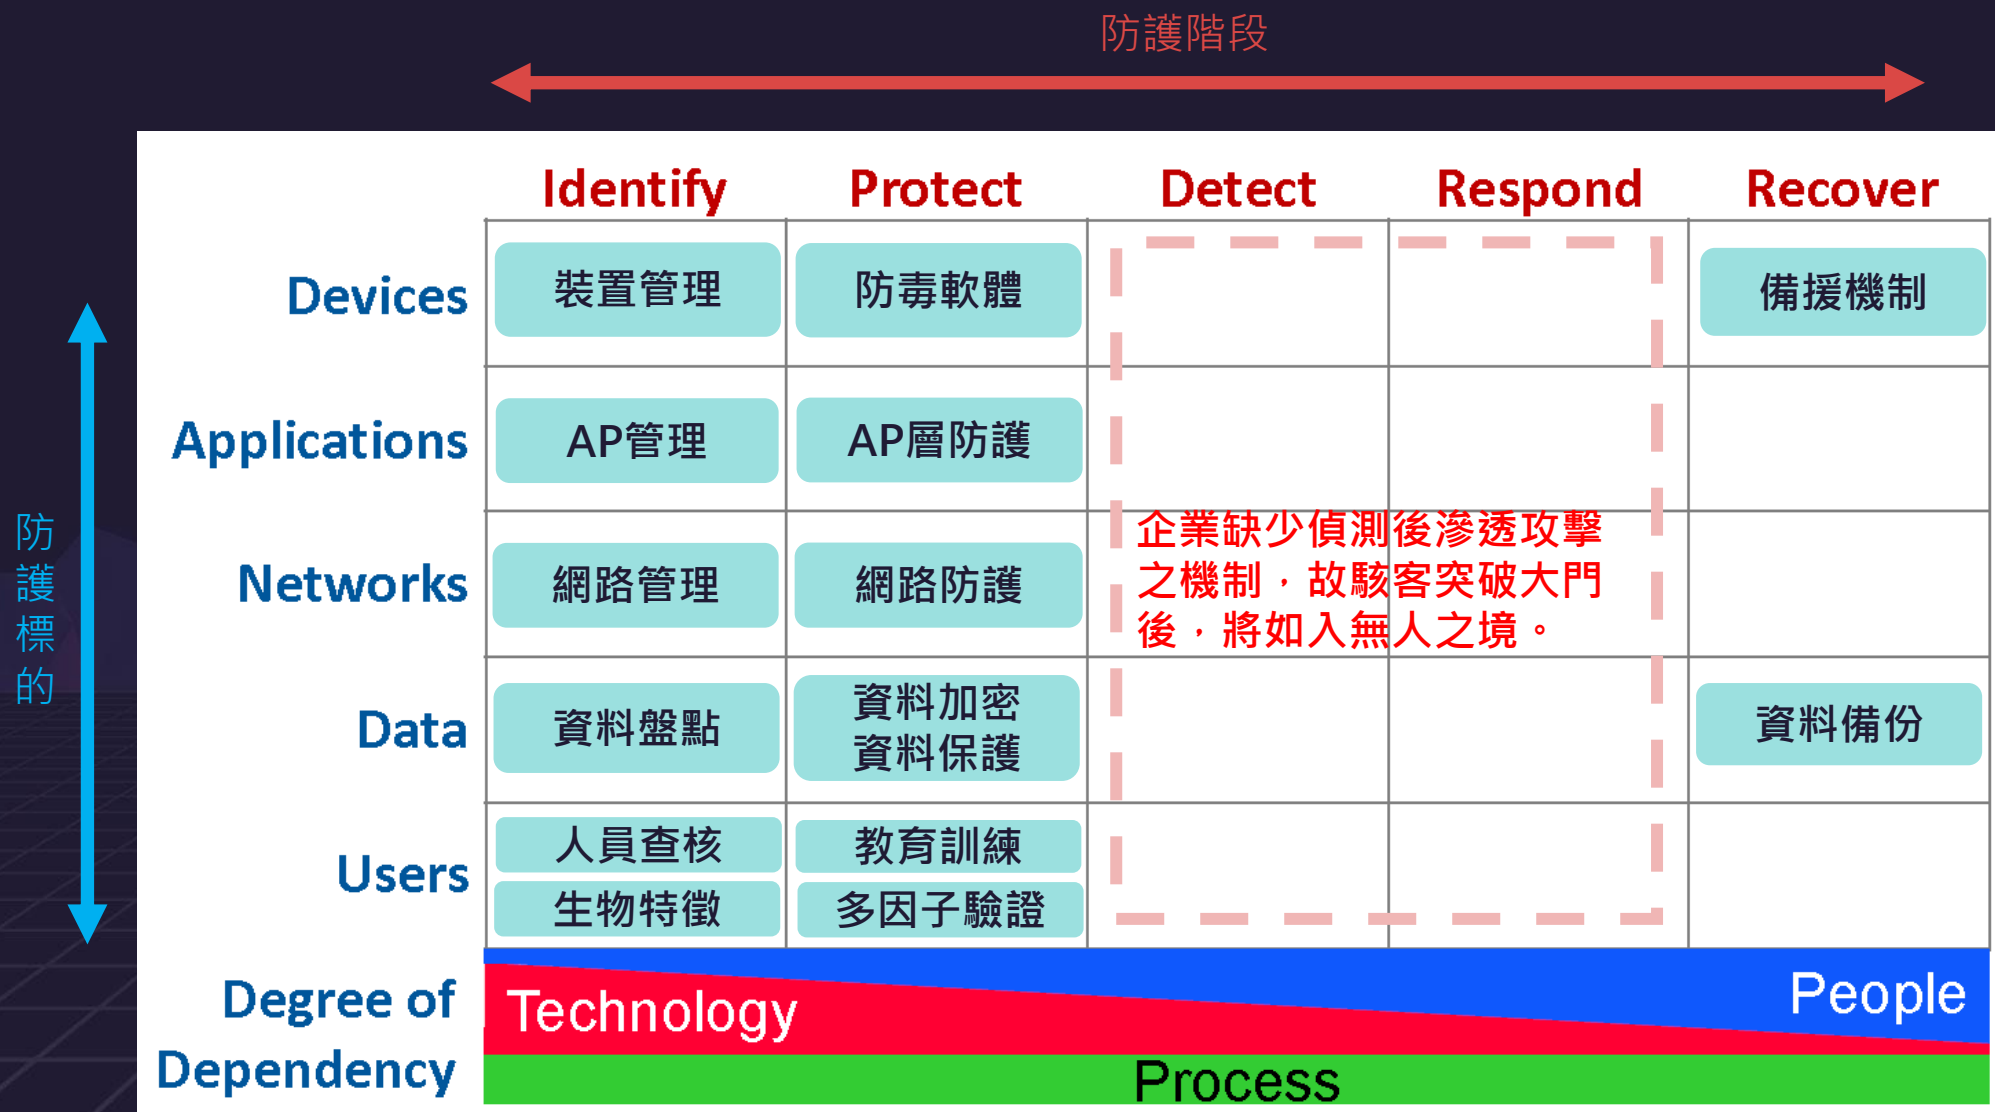 防護階段
Identify
Protect
Detect
Respond
Recover
Devices
裝置管理
防毒軟體
備援機制
Applications
AP管理
AP層防護
防護標的
Networks
網路管理
網路防護
企業缺少偵測後滲透攻擊
之機制，故駭客突破大門
後，將如入無人之境。
Data
資料盤點
資料加密
資料保護
資料備份
Users
人員查核
教育訓練
生物特徵
多因子驗證
Degree of
Dependency
Technology
People
Process